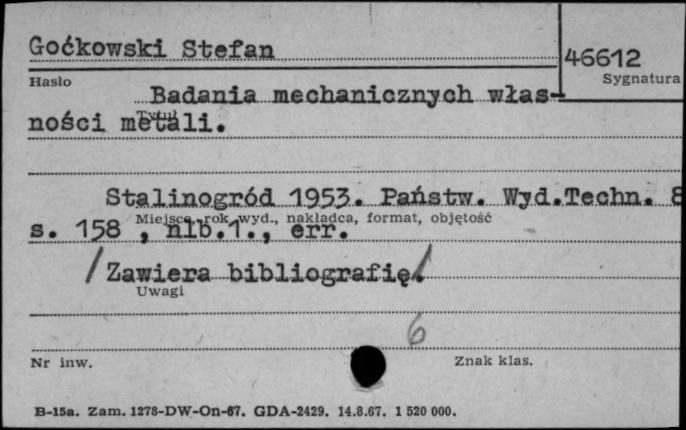 Goćkowski Stefan
46612
Hasło
Sygnatura
Badania mechanicznych włas-
ności metali.
Tytuł
Stalinogród 1953. Państw. Wyd.Techn. 8
Miejsce, rok wyd., nakładca, format, objętość
s. 158 , nlb.1., err.
/Zawiera bibliografię./
Uwagi
6
Nr inw.
Znak klas.
B-15a. Zam. 1278-DW-On-67. GDA-2429. 14.8.67. 1 520 000.